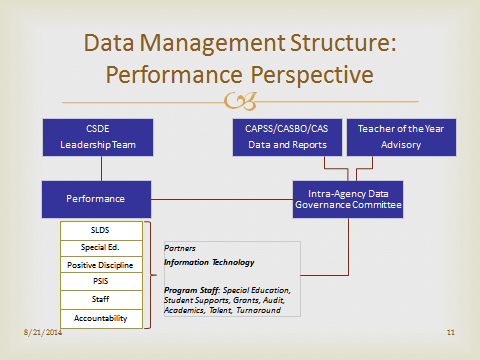 Data Management Structure:
Performance Perspective
CSDE
Leadership Team
CAPSS/CASBO/CAS
Data and Reports
Teacher of the Year
Advisory
Performance
Intra-Agency Data
Governance Committee
SLDS
Special Ed.
Positive Discipline
PSIS
Staff
Accountability
Partners
Information Technology
Program Staff: Special Education,
Student Supports, Grants, Audit,
Academics, Talent, Turnaround
8/21/2014
11